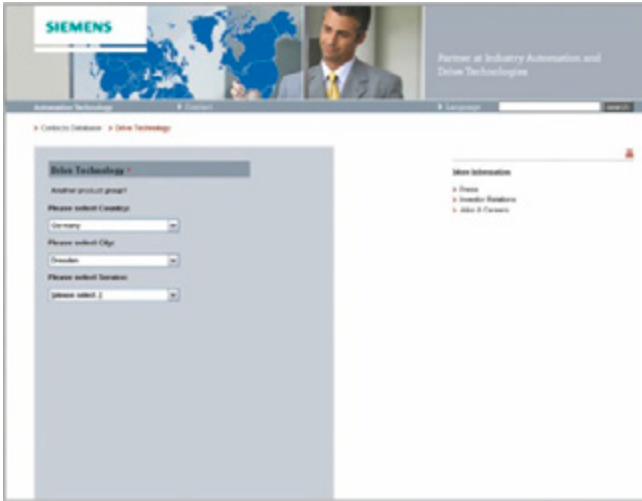 SIEMENS
Partner at Industry Automation and
Drive Technologies
Automation Technology
Contact
Language
search
Contacts Database
Drive Technology
Drive Technology
Another product group?
Please select Country:
Germany
Please select City:
Dresden
Please select Service:
[please select..]
More Information
Press
Investor Relations
Jobs & Careers